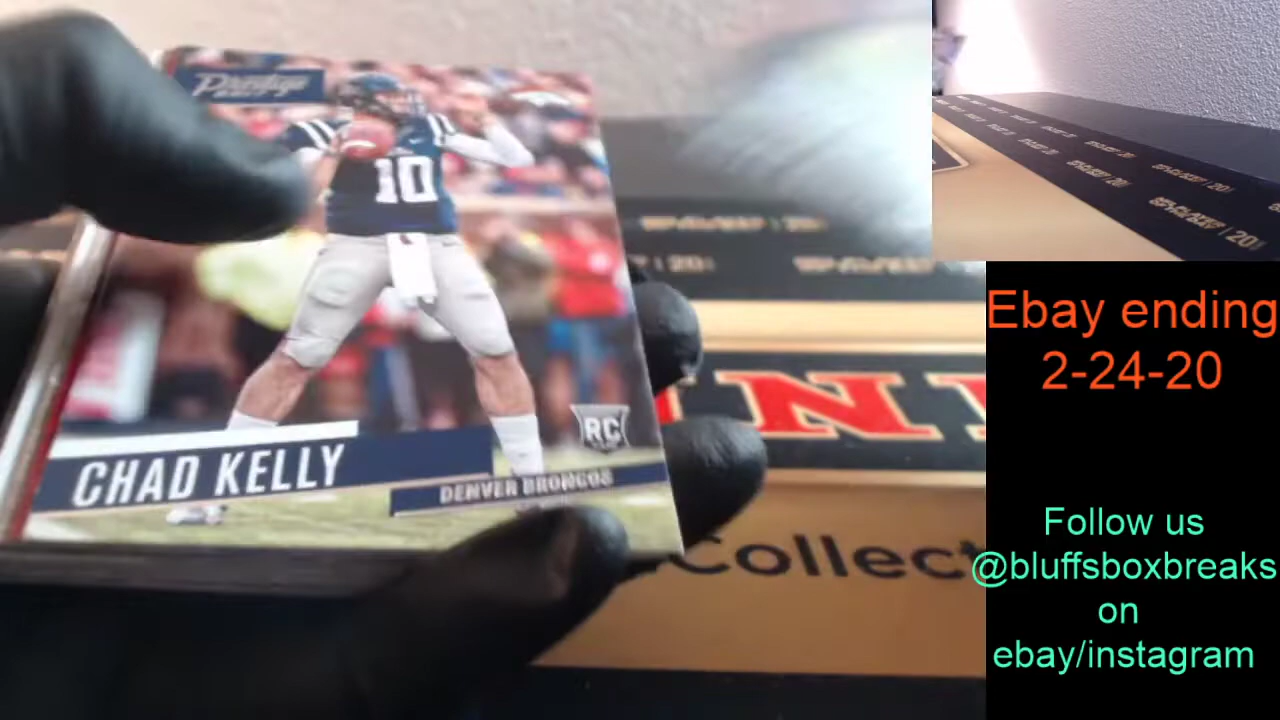 Prestige
10
RC
CHAD KELLY
DENVER BRONCOS
Collect
Ebay ending
2-24-20
Follow us
@bluffsboxbreaks
on
ebay/instagram